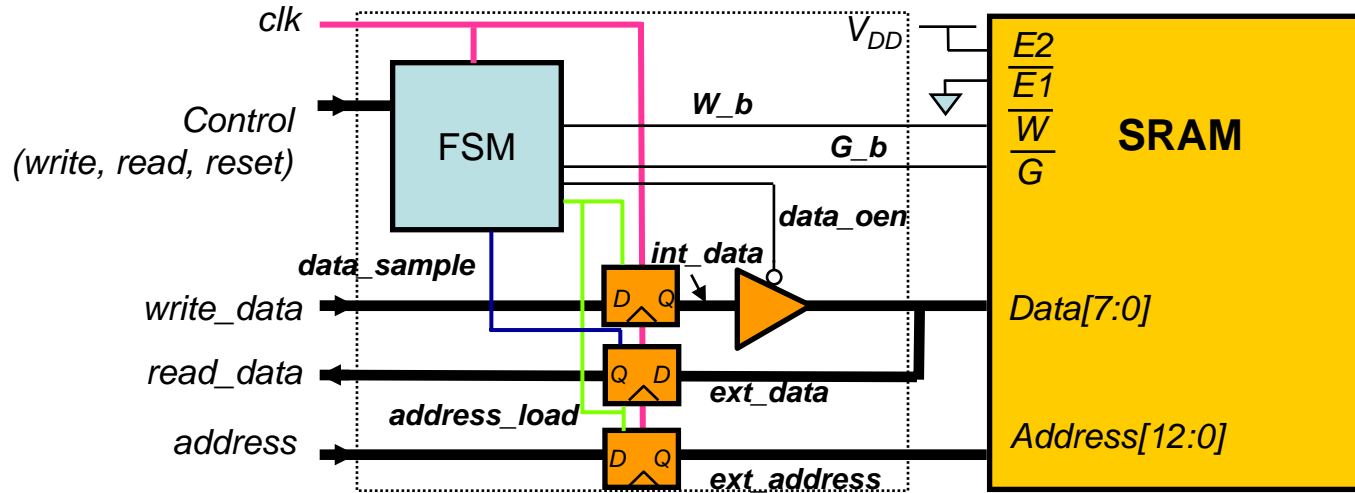 clk
V_DD
E2
E1
W
G
SRAM
W_b
G_b
Control
(write, read, reset)
FSM
data_oen
int_data
data_sample
write_data
D Q
Data[7:0]
read_data
Q D
ext_data
address_load
address
D Q
ext_address
Address[12:0]